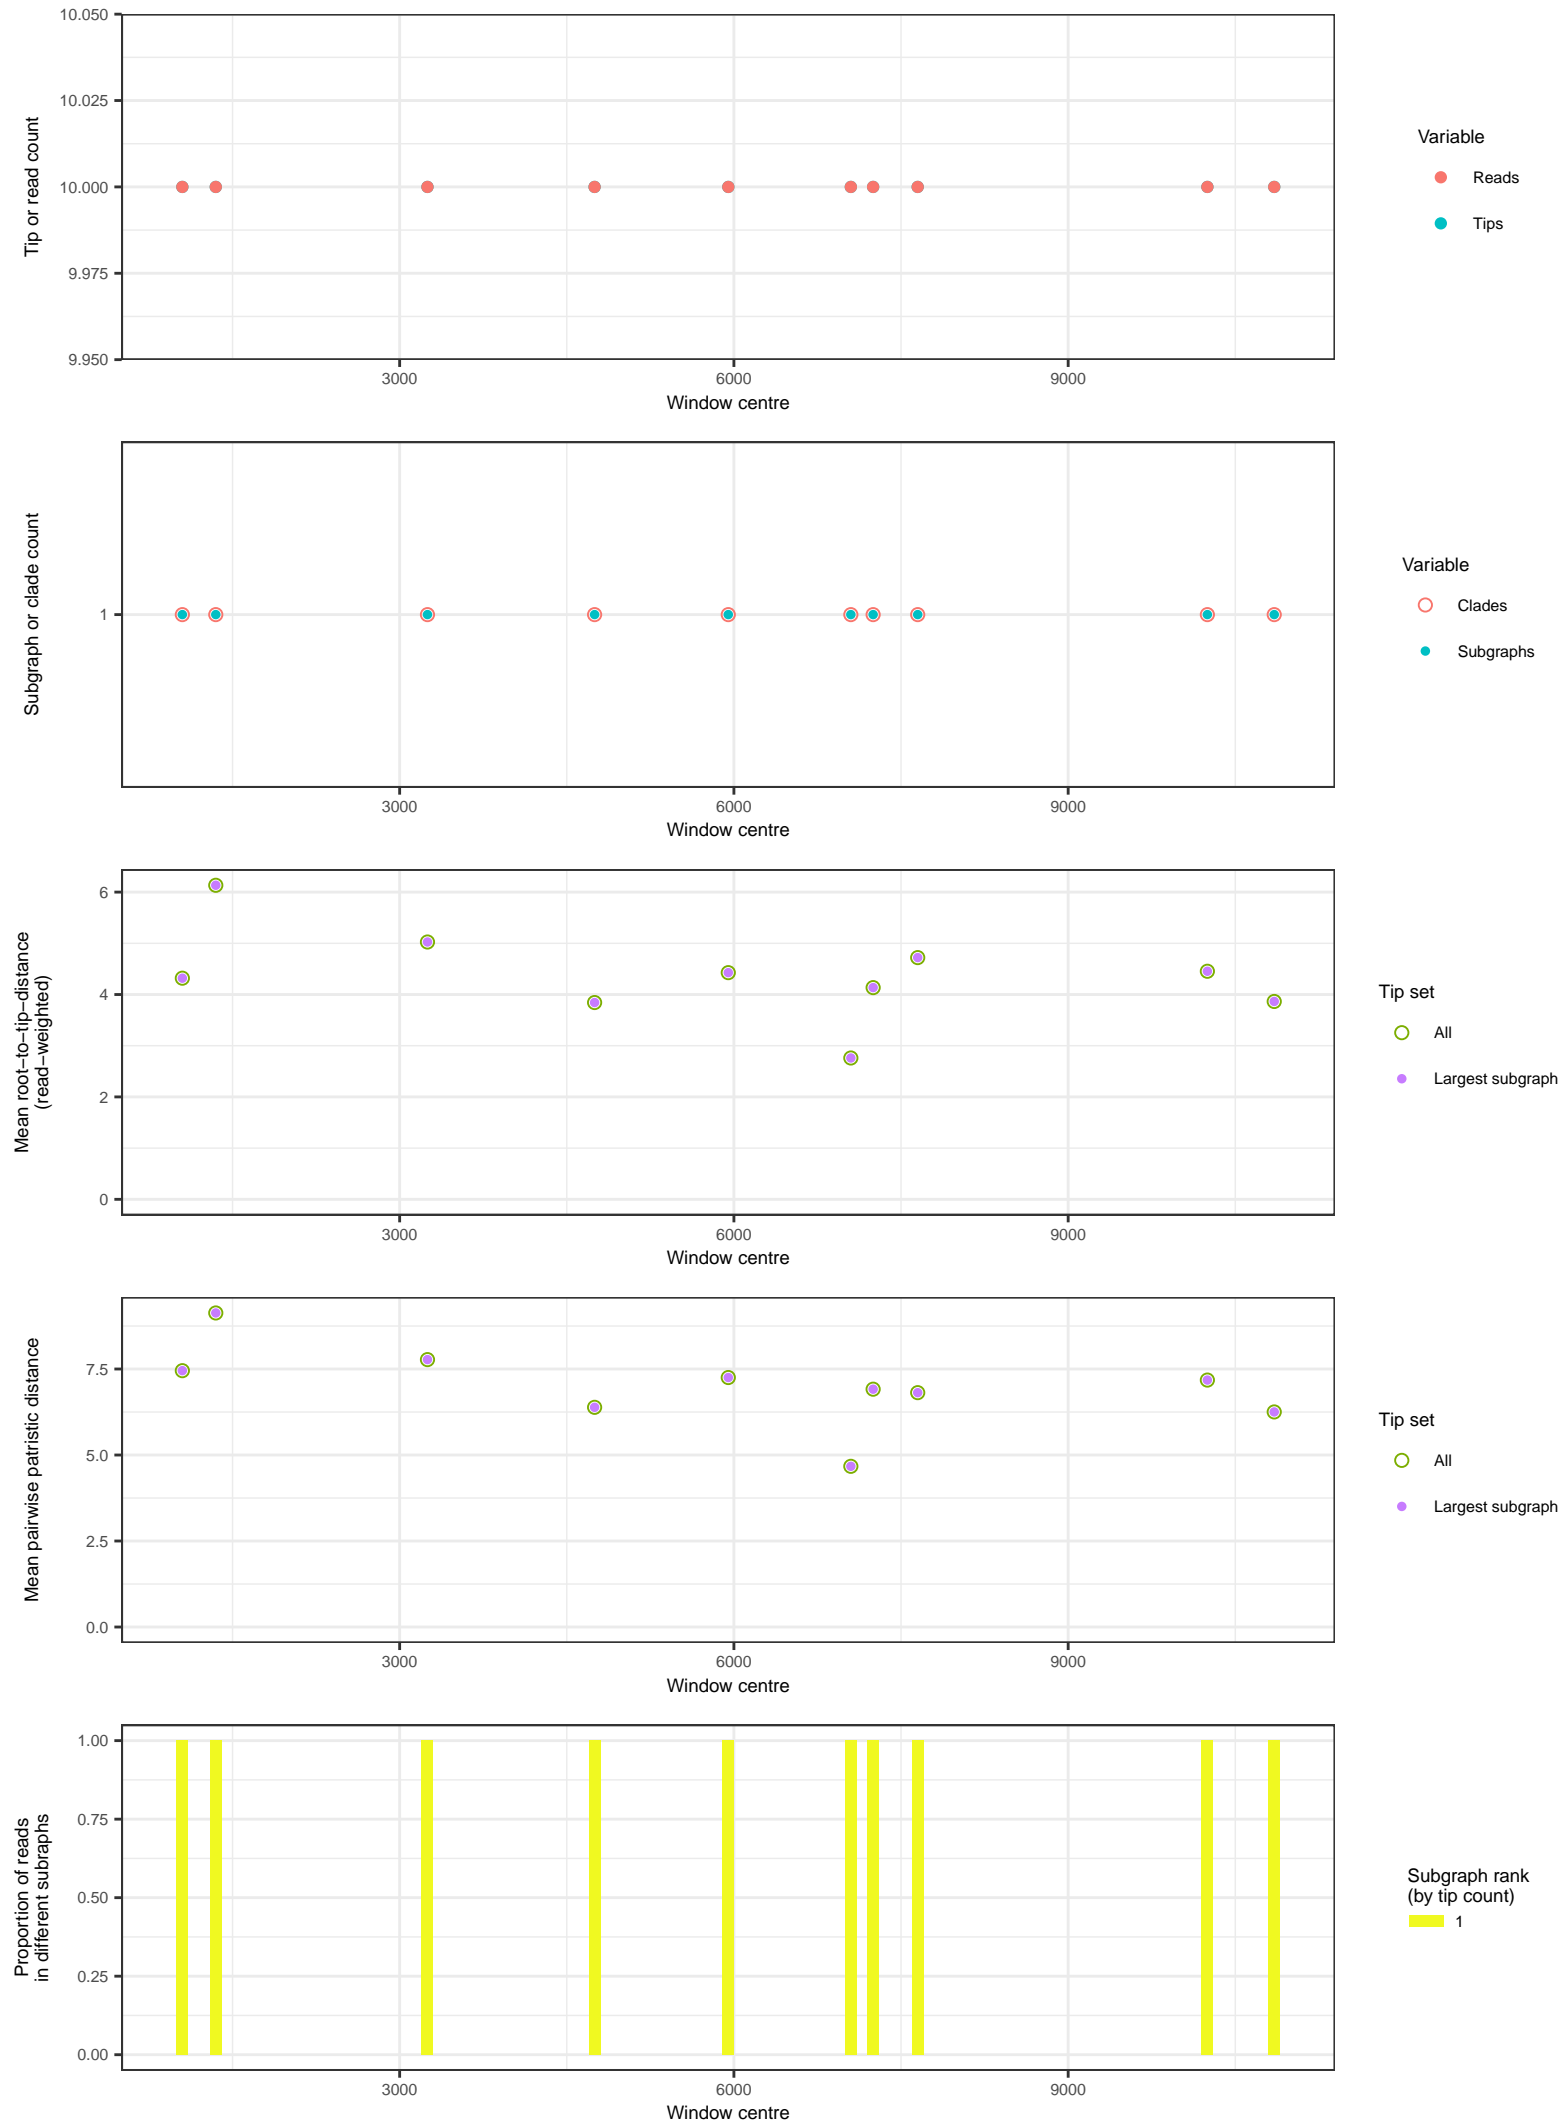 10.050
10.025
10.000
9.975
9.950
Tip or read count
3000
6000
9000
Window centre
Variable
Reads
Tips
1
Subgraph or clade count
3000
6000
9000
Window centre
Variable
Clades
Subgraphs
6
4
2
0
Mean root−to−tip−distance
(read−weighted)
3000
6000
9000
Window centre
Tip set
All
Largest subgraph
7.5
5.0
2.5
0.0
Mean pairwise patristic distance
3000
6000
9000
Window centre
Tip set
All
Largest subgraph
1.00
0.75
0.50
0.25
0.00
Proportion of reads
in different subraphs
3000
6000
9000
Window centre
Subgraph rank
(by tip count)
1